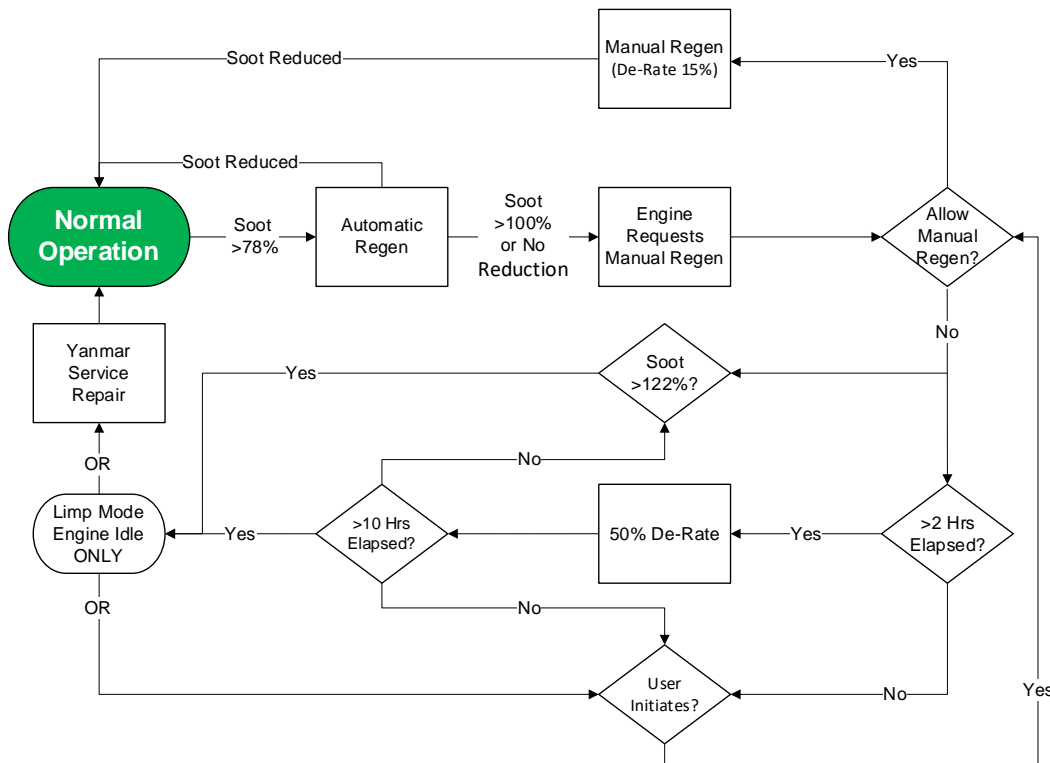 Manual Regen
(De-Rate 15%)
Soot Reduced
Yes
Soot Reduced
Normal
Operation
Soot
>78%
Automatic
Regen
Soot
>100%
or No
Reduction
Engine
Requests
Manual Regen
Allow
Manual
Regen?
No
Yanmar
Service
Repair
Yes
Soot
>122%?
OR
No
Limp Mode
Engine Idle
ONLY
Yes
>10 Hrs
Elapsed?
50% De-Rate
Yes
>2 Hrs
Elapsed?
OR
No
User
Initiates?
No
Yes